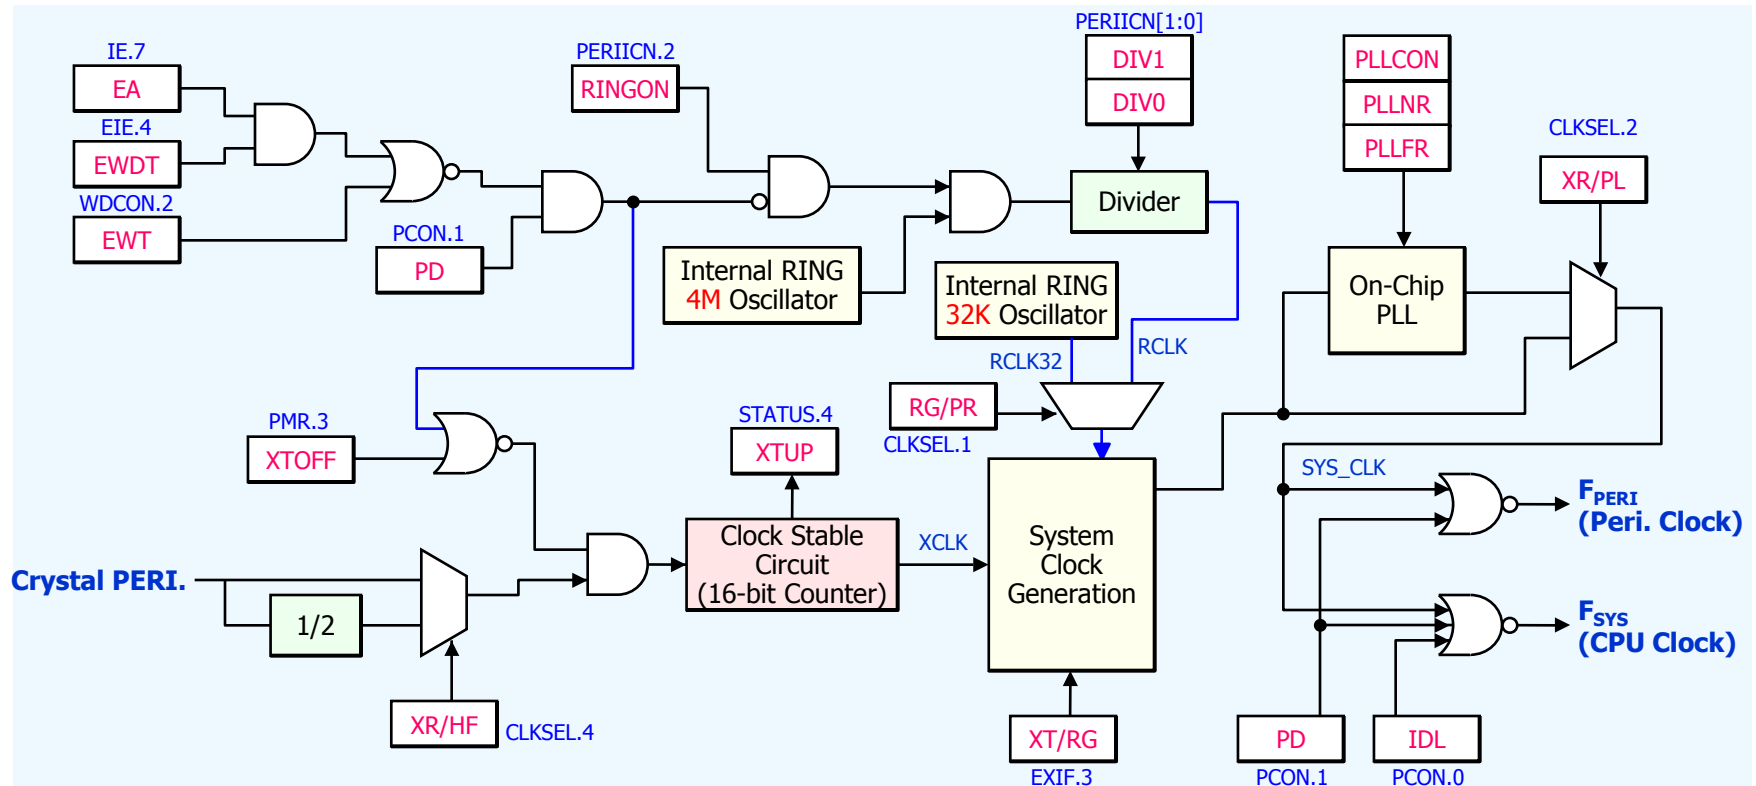 IE.7
EA
EIE.4
EWDT
WDCON.2
EWT
PCON.1
PD
PERIICN.2
RINGON
PERIICN[1:0]
DIV1
DIV0
Divider
PLLCON
PLLNR
PLLFR
CLKSEL.2
XR/PL
Internal RING
4M Oscillator
Internal RING
32K Oscillator
On-Chip
PLL
RCLK32
RCLK
RG/PR
CLKSEL.1
PMR.3
XTOFF
STATUS.4
XTUP
Clock Stable
Circuit
(16-bit Counter)
XCLK
System
Clock
Generation
SYS_CLK
FPERI
(Peri. Clock)
FSYS
(CPU Clock)
Crystal PERI.
1/2
XR/HF
CLKSEL.4
XT/RG
EXIF.3
PD
PCON.1
IDL
PCON.0